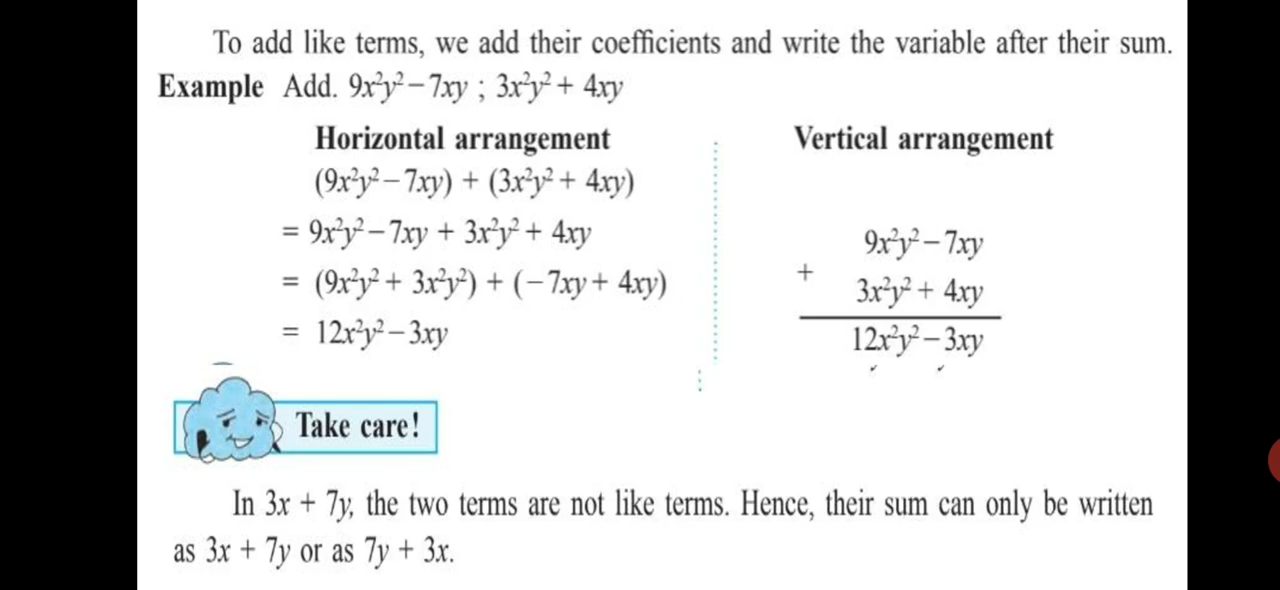 To add like terms, we add their coefficients and write the variable after their sum.
Example Add. 9x²y² – 7xy ; 3x²y² + 4xy
Horizontal arrangement
(9x²y² – 7xy) + (3x²y² + 4xy)
= 9x²y² – 7xy + 3x²y² + 4xy
= (9x²y² + 3x²y²) + (– 7xy + 4xy)
= 12x²y² – 3xy
Vertical arrangement
9x²y² – 7xy
+
3x²y² + 4xy
12x²y² – 3xy
Take care!
In 3x + 7y, the two terms are not like terms. Hence, their sum can only be written
as 3x + 7y or as 7y + 3x.